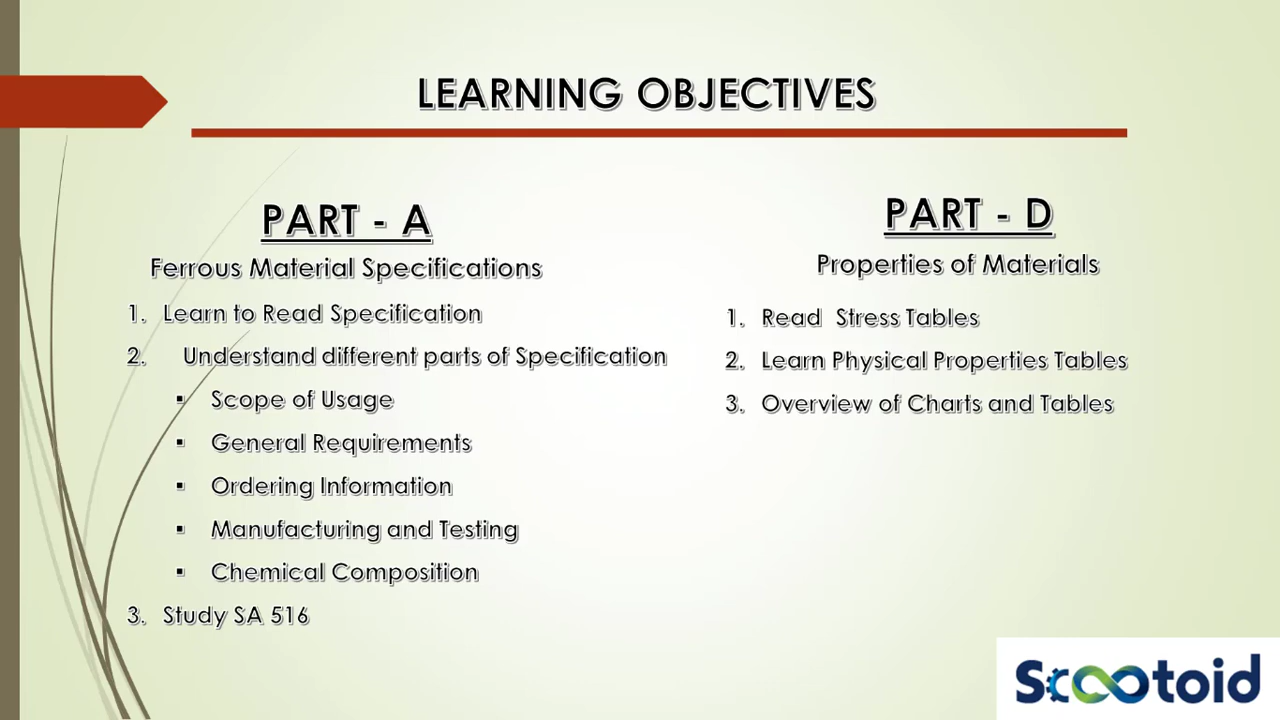 LEARNING OBJECTIVES
PART - A
Ferrous Material Specifications
1. Learn to Read Specification
2. Understand different parts of Specification
▪ Scope of Usage
▪ General Requirements
▪ Ordering Information
▪ Manufacturing and Testing
▪ Chemical Composition
3. Study SA 516
PART - D
Properties of Materials
1. Read Stress Tables
2. Learn Physical Properties Tables
3. Overview of Charts and Tables
Scootoid